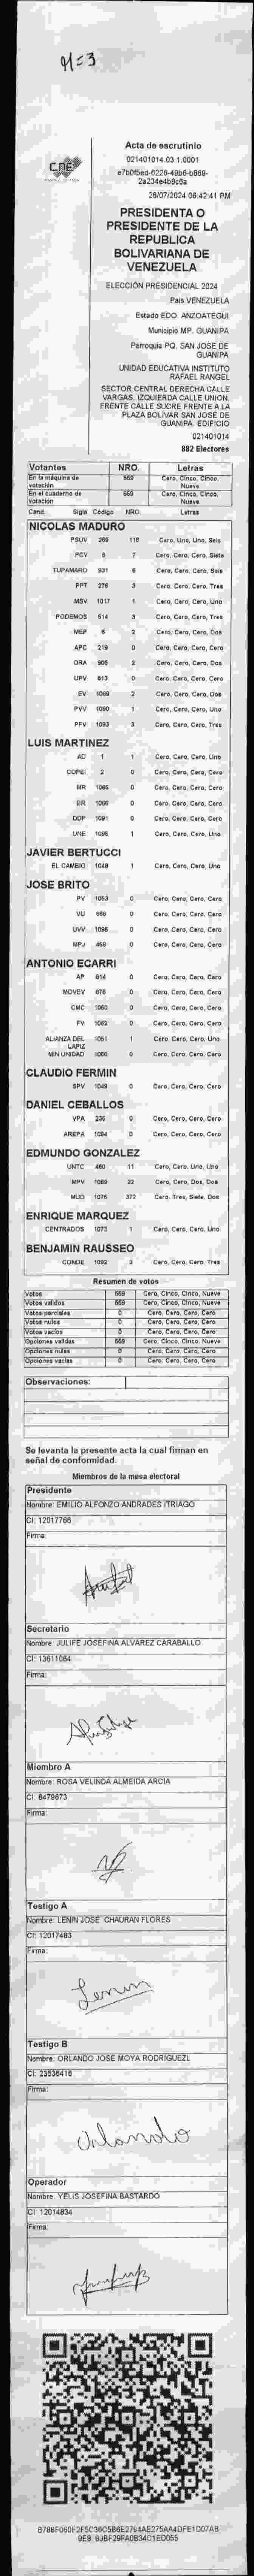 M=3
CNE
Acta de escrutinio
021401014.03.1.0001
28/07/2024 06:42:41 PM
PRESIDENTA O
PRESIDENTE DE LA
REPUBLICA
BOLIVARIANA DE
VENEZUELA
ELECCIÓN PRESIDENCIAL 2024
Pais VENEZUELA
Estado EDO. ANZOATEGUI
Municipio MP. GUANIPA
Parroquia PQ. SAN JOSE DE
GUANIPA
UNIDAD EDUCATIVA INSTITUTO
RAFAEL RANGEL
SECTOR CENTRAL DERECHA CALLE
VARGAS. IZQUIERDA CALLE UNION.
FRENTE CALLE SUCRE FRENTE A LA
PLAZA BOLIVAR SAN JOSE DE
GUANIPA. EDIFICIO
021401014
882 Electores
Votantes NRO. Letras
En la máquina de votación 559 Cero, Cinco, Cinco, Nueve
En el cuaderno de votación 559 Cero, Cinco, Cinco, Nueve
Cand. Sigla Código NRO. Letras
NICOLAS MADURO
PSUV 269 116 Cero, Uno, Uno, Seis
PCV 8 7 Cero, Cero, Cero, Siete
TUPAMARO 931 6 Cero, Cero, Cero, Seis
PPT 276 3 Cero, Cero, Cero, Tres
MSV 1017 1 Cero, Cero, Cero, Uno
PODEMOS 514 3 Cero, Cero, Cero, Tres
MEP 6 2 Cero, Cero, Cero, Dos
APC 219 0 Cero, Cero, Cero, Cero
ORA 906 2 Cero, Cero, Cero, Dos
UPV 613 0 Cero, Cero, Cero, Cero
EV 1088 2 Cero, Cero, Cero, Dos
PVV 1090 1 Cero, Cero, Cero, Uno
PFV 1093 3 Cero, Cero, Cero, Tres
LUIS MARTINEZ
AD 1 1 Cero, Cero, Cero, Uno
COPEI 2 0 Cero, Cero, Cero, Cero
MR 1065 0 Cero, Cero, Cero, Cero
BR 1066 0 Cero, Cero, Cero, Cero
DDP 1091 0 Cero, Cero, Cero, Cero
UNE 1095 1 Cero, Cero, Cero, Uno
JAVIER BERTUCCI
EL CAMBIO 1048 1 Cero, Cero, Cero, Uno
JOSE BRITO
PV 1053 0 Cero, Cero, Cero, Cero
VU 668 0 Cero, Cero, Cero, Cero
UVV 1096 0 Cero, Cero, Cero, Cero
MPJ 458 0 Cero, Cero, Cero, Cero
ANTONIO ECARRI
AP 914 0 Cero, Cero, Cero, Cero
MOVEV 676 0 Cero, Cero, Cero, Cero
CMC 1050 0 Cero, Cero, Cero, Cero
FV 1062 0 Cero, Cero, Cero, Cero
ALIANZA DEL LAPIZ 1051 1 Cero, Cero, Cero, Uno
MIN UNIDAD 1086 0 Cero, Cero, Cero, Cero
CLAUDIO FERMIN
SPV 1049 0 Cero, Cero, Cero, Cero
DANIEL CEBALLOS
VPA 236 0 Cero, Cero, Cero, Cero
AREPA 1094 0 Cero, Cero, Cero, Cero
EDMUNDO GONZALEZ
UNTC 460 11 Cero, Cero, Uno, Uno
MPV 1089 22 Cero, Cero, Dos, Dos
MUD 1076 372 Cero, Tres, Siete, Dos
ENRIQUE MARQUEZ
CENTRADOS 1073 1 Cero, Cero, Cero, Uno
BENJAMIN RAUSSEO
CONDE 1092 3 Cero, Cero, Cero, Tres
Resumen de votos
Votos 559 Cero, Cinco, Cinco, Nueve
Votos validos 559 Cero, Cinco, Cinco, Nueve
Votos parciales 0 Cero, Cero, Cero, Cero
Votos nulos 0 Cero, Cero, Cero, Cero
Votos vacíos 0 Cero, Cero, Cero, Cero
Opciones validas 559 Cero, Cinco, Cinco, Nueve
Opciones nulas 0 Cero, Cero, Cero, Cero
Opciones vacias 0 Cero, Cero, Cero, Cero
Observaciones:
Se levanta la presente acta la cual firman en
señal de conformidad.
Miembros de la mesa electoral
Presidente
Nombre: EMILIO ALFONZO ANDRADES ITRIAGO
CI: 12017766
Firma:
Secretario
Nombre: JULIFE JOSEFINA ALVAREZ CARABALLO
CI: 13611064
Firma:
Miembro A
Nombre: ROSA VELINDA ALMEIDA ARCIA
CI: 8479673
Firma:
Testigo A
Nombre: LENIN JOSE CHAURAN FLORES
CI: 12017483
Firma:
Lenin
Testigo B
Nombre: ORLANDO JOSE MOYA RODRIGUEZL
CI: 23536416
Firma:
Orlando
Operador
Nombre: YELIS JOSEFINA BASTARDO
CI: 12014834
Firma: